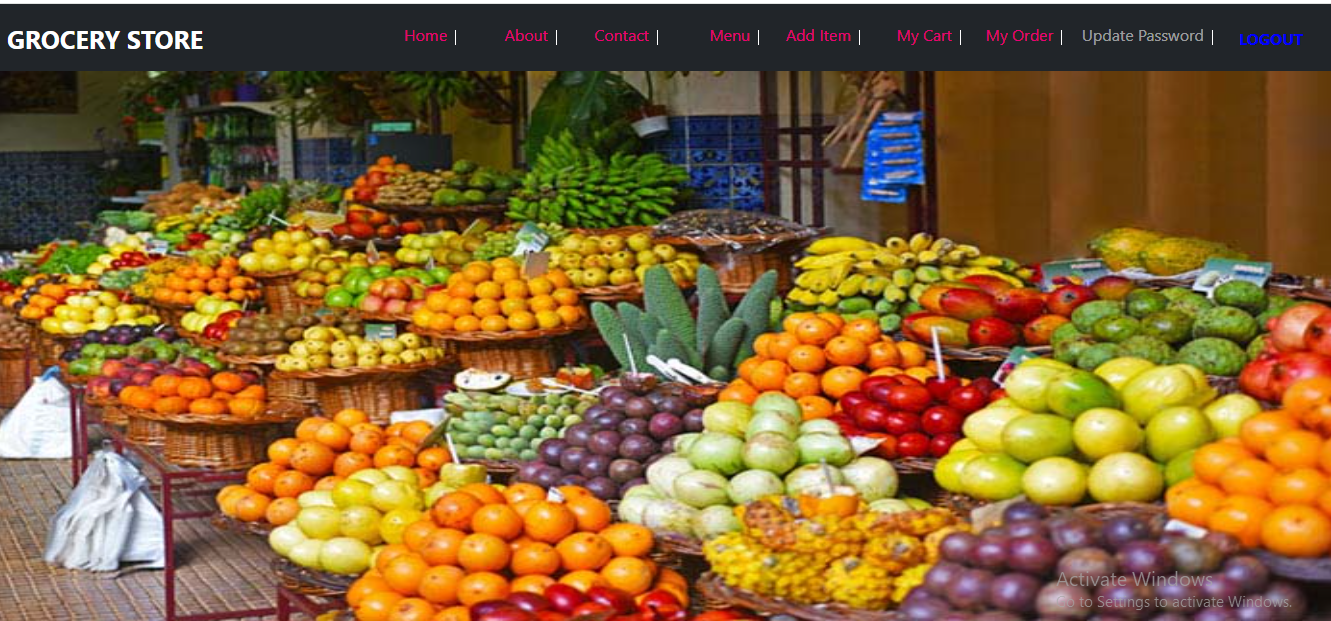 GROCERY STORE
Home | About | Contact | Menu | Add Item | My Cart | My Order | Update Password | LOGOUT
Activate Windows
Go to Settings to activate Windows.